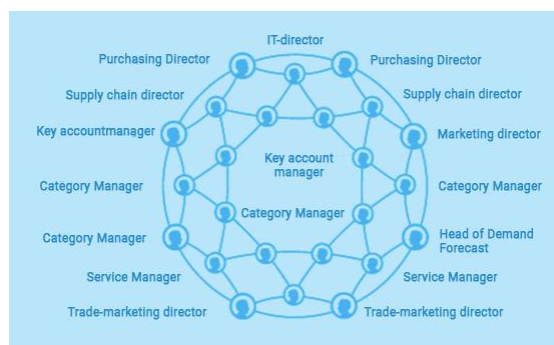 IT-director
Purchasing Director
Purchasing Director
Supply chain director
Supply chain director
Key accountmanager
Marketing director
Key account
manager
Category Manager
Category Manager
Category Manager
Category Manager
Head of Demand
Forecast
Service Manager
Service Manager
Trade-marketing director
Trade-marketing director